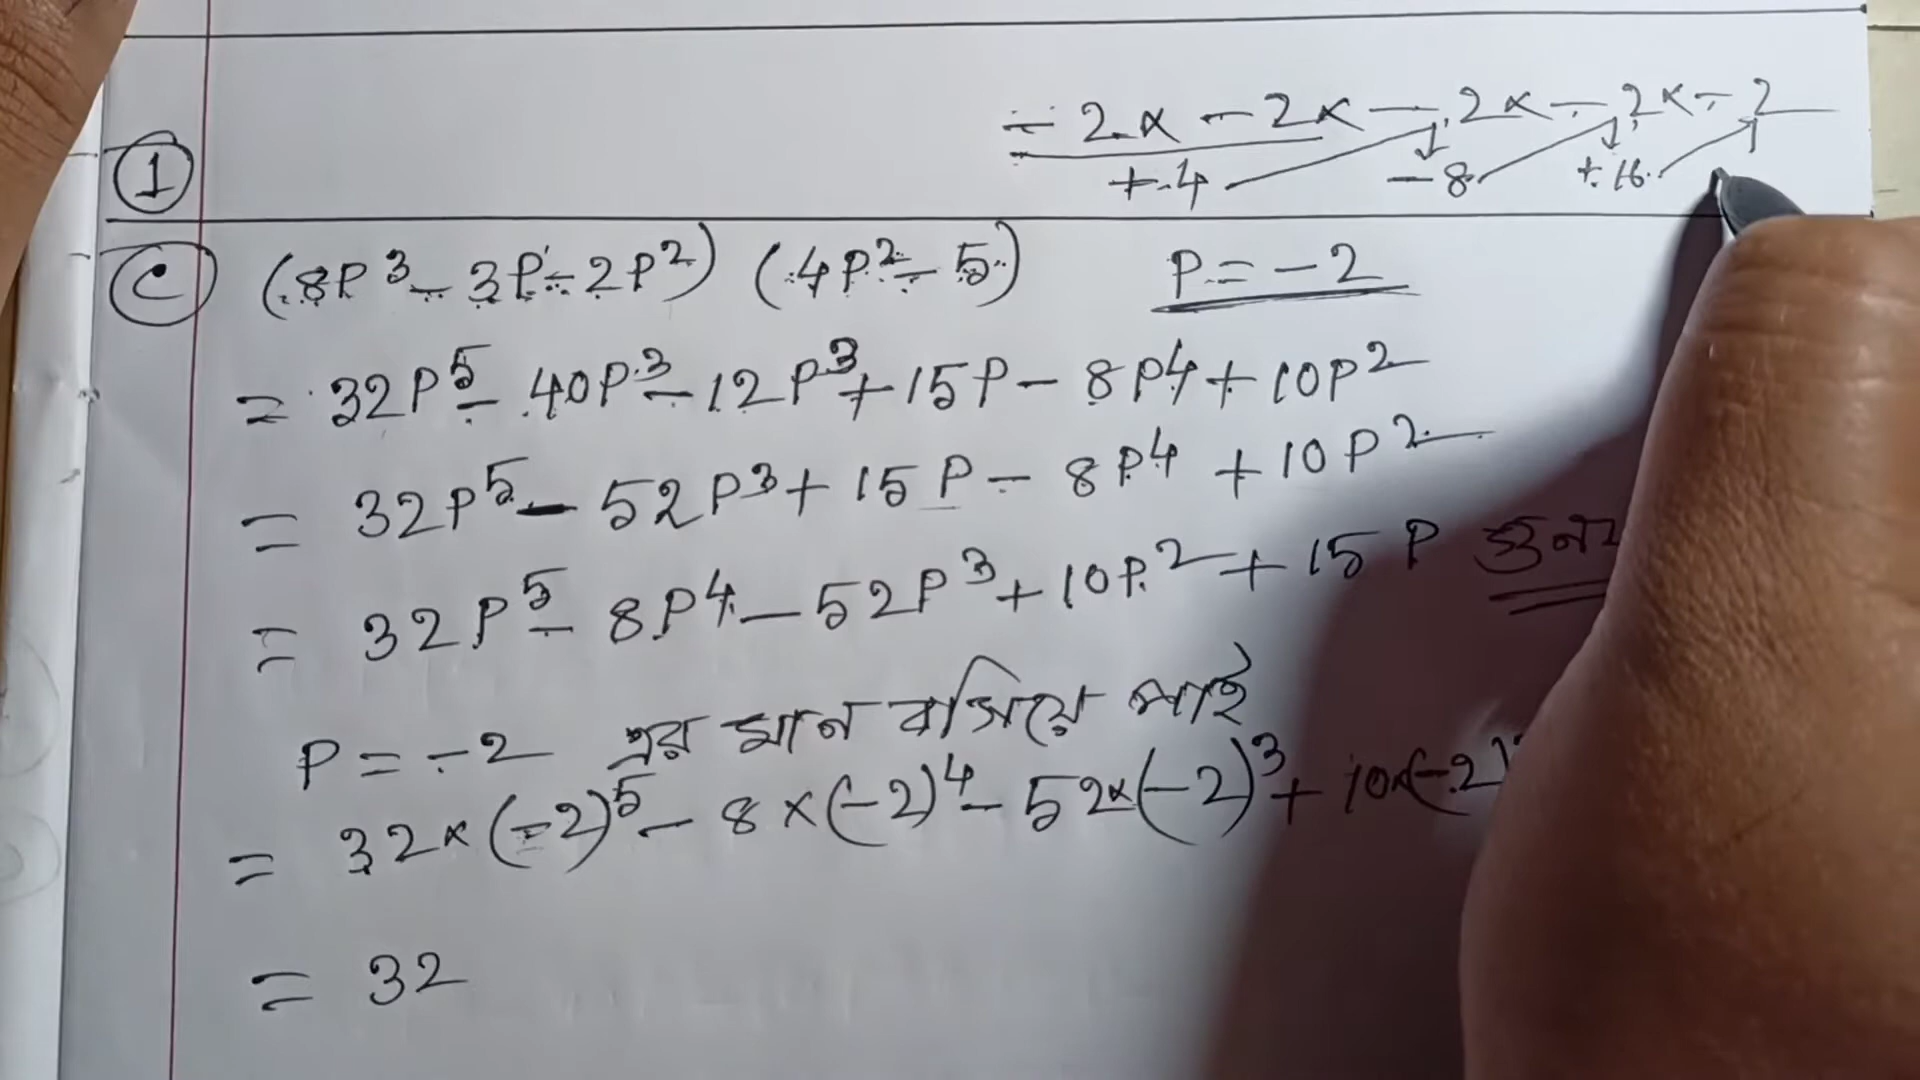 - 2 x - 2 x - 2 x - 2 x - 2
+ 4 - 8 + 16
1
C (8P³ - 3P - 2P²) (4P² - 5) P = -2
= 32P⁵ - 40P³ - 12P³ + 15P - 8P⁴ + 10P²
= 32P⁵ - 52P³ + 15P - 8P⁴ + 10P²
= 32P⁵ - 8P⁴ - 52P³ + 10P² + 15P
P = -2 এর মান বসিয়ে পাই
= 32 × (-2)⁵ - 8 × (-2)⁴ - 52 × (-2)³ + 10 × (-2)
= 32